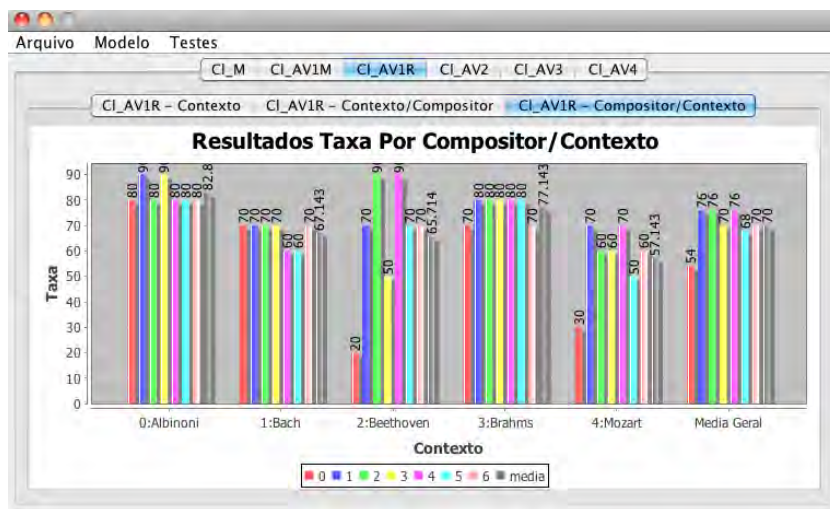 Arquivo Modelo Testes
CI_M CI_AV1M CI_AV1R CI_AV2 CI_AV3 CI_AV4
CI_AV1R - Contexto CI_AV1R - Contexto/Compositor CI_AV1R - Compositor/Contexto
Resultados Taxa Por Compositor/Contexto
Taxa
90
80
70
60
50
40
30
20
10
0
80 80 80 80 80 82.8
70 70 70 70 60 60 70 67.143
20 70 50 70 70 65.714
70 80 80 80 80 80 70 77.143
30 70 60 60 70 50 60 57.143
54 76 76 70 76 68 70 70
0:Albinoni 1:Bach 2:Beethoven 3:Brahms 4:Mozart Media Geral
Contexto
0 1 2 3 4 5 6 media